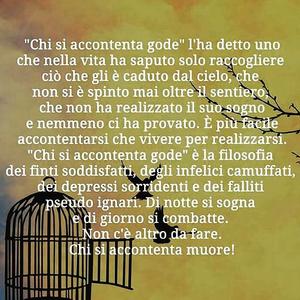 "Chi si accontenta gode" l'ha detto uno
che nella vita ha saputo solo raccogliere
ciò che gli è caduto dal cielo, che
non si è spinto mai oltre il sentiero,
che non ha realizzato il suo sogno
e nemmeno ci ha provato. È più facile
accontentarsi che vivere per realizzarsi.
"Chi si accontenta gode" è la filosofia
dei finti soddisfatti, degli infelici camuffati,
dei depressi sorridenti e dei falliti
pseudo ignari. Di notte si sogna
e di giorno si combatte.
Non c'è altro da fare.
Chi si accontenta muore!